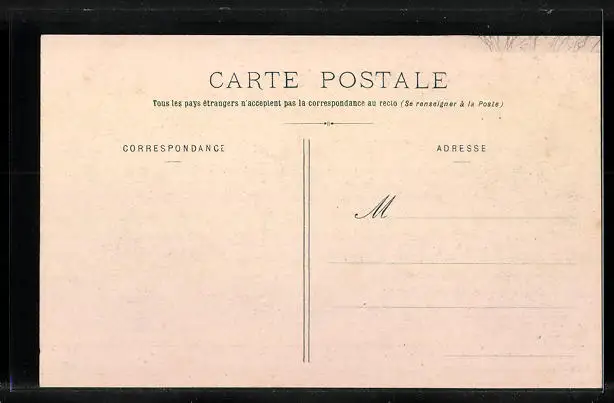 CARTE POSTALE
Tous les pays étrangers n'acceptent pas la correspondance au recto (Se renseigner à la Poste)
CORRESPONDANCE
ADRESSE
M